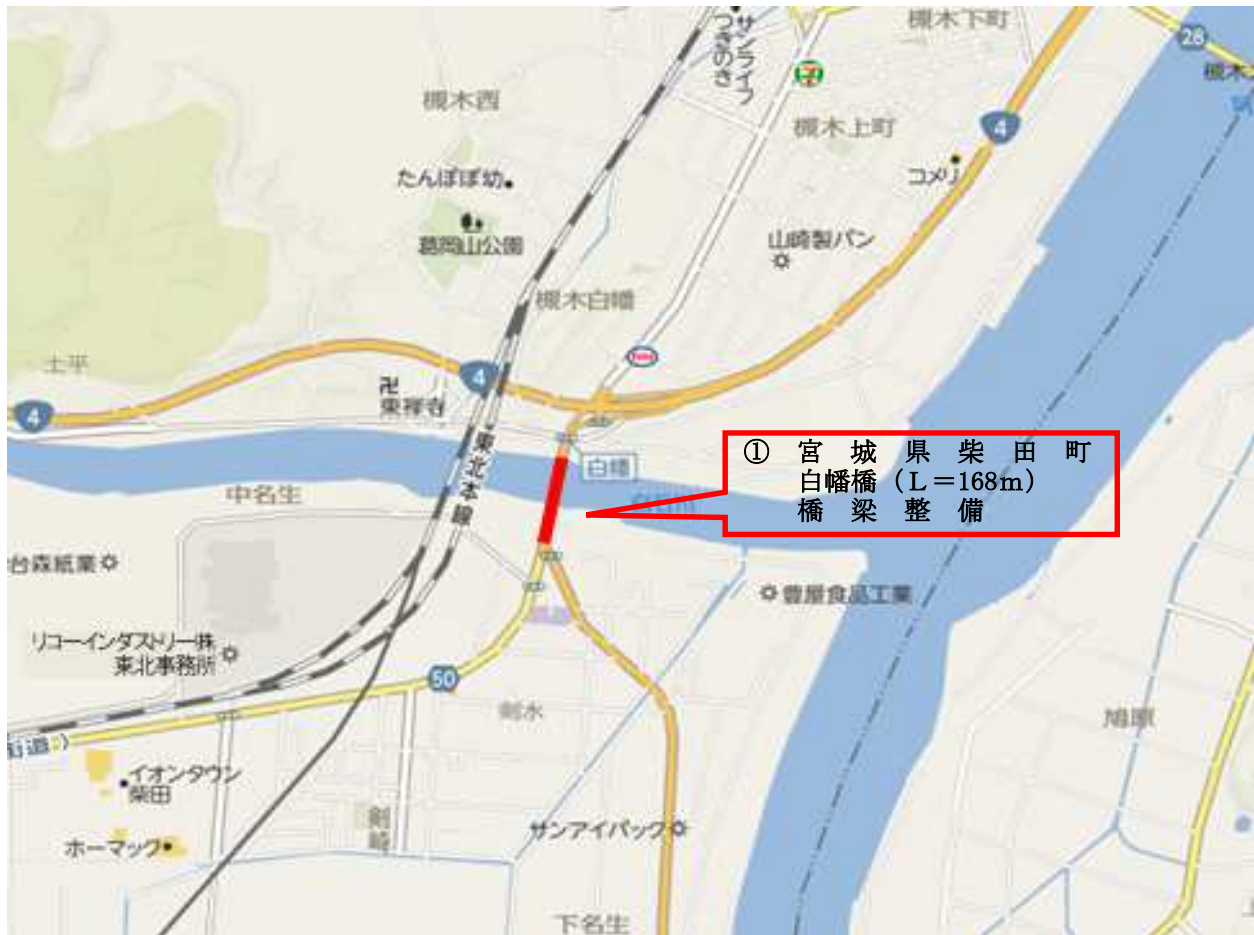 槻木下町
28
サンライフ
つきのき
槻木西
4
槻木上町
コメリ
たんぽぽ幼
葛岡山公園
山崎製パン
槻木白幡
土平
4
4
卍
東禅寺
東北本線
白幡
① 宮城県柴田町
白幡橋（L＝168m）
橋梁整備
中名生
台森紙業
豊屋食品工業
リコーインダストリー㈱
東北事務所
50
剣水
鳩原
街道
イオンタウン
柴田
剣崎
サンアイパック
ホーマック
下名生